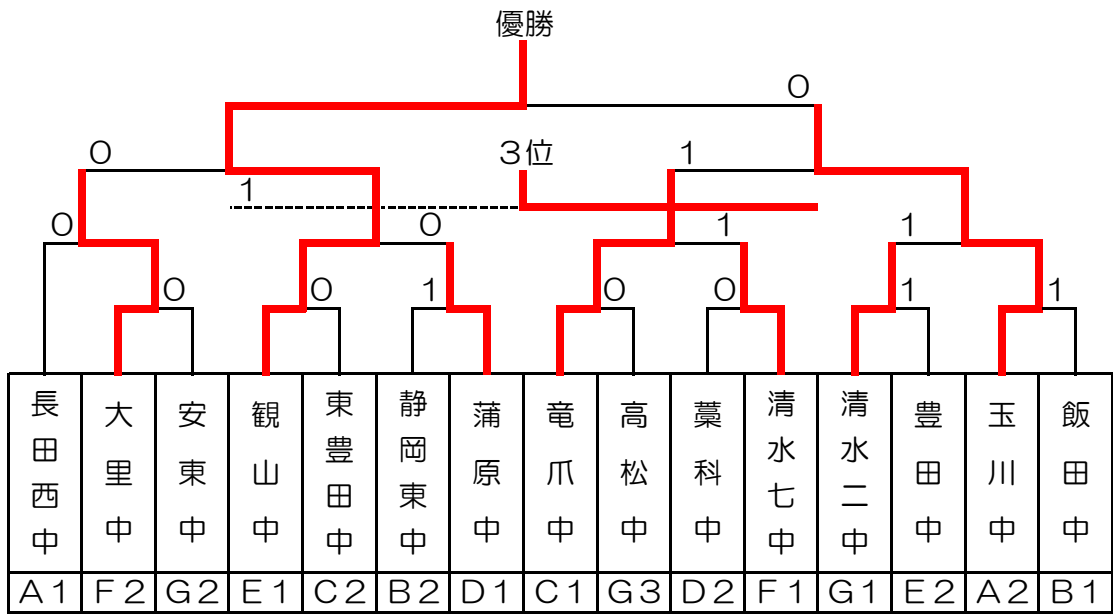 優勝
0
0
3位
1
1
0
0
1
1
0
0
1
0
0
1
1
長田西中
大里中
安東中
観山中
東豊田中
静岡東中
蒲原中
竜爪中
高松中
藁科中
清水七中
清水二中
豊田中
玉川中
飯田中
A1 F2 G2 E1 C2 B2 D1 C1 G3 D2 F1 G1 E2 A2 B1